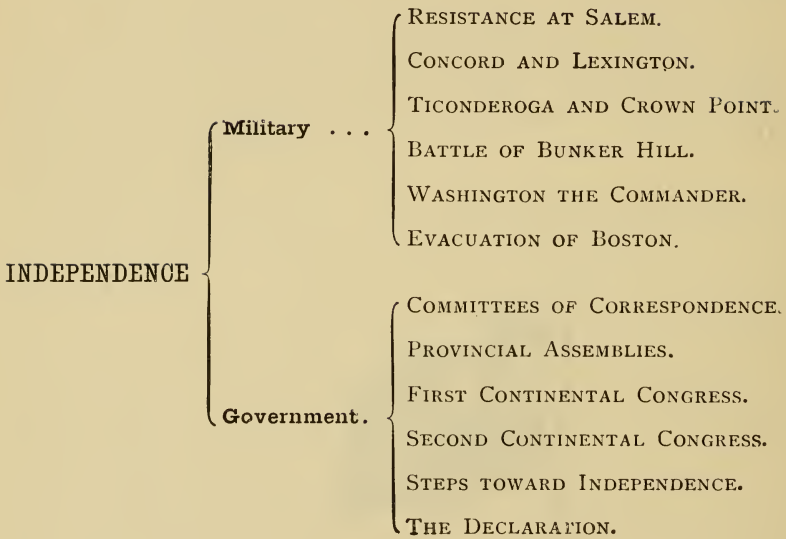 RESISTANCE AT SALEM.
CONCORD AND LEXINGTON.
TICONDEROGA AND CROWN POINT.
Military . . .
BATTLE OF BUNKER HILL.
WASHINGTON THE COMMANDER.
EVACUATION OF BOSTON.
INDEPENDENCE
COMMITTEES OF CORRESPONDENCE.
PROVINCIAL ASSEMBLIES.
FIRST CONTINENTAL CONGRESS.
Government.
SECOND CONTINENTAL CONGRESS.
STEPS TOWARD INDEPENDENCE.
THE DECLARATION.